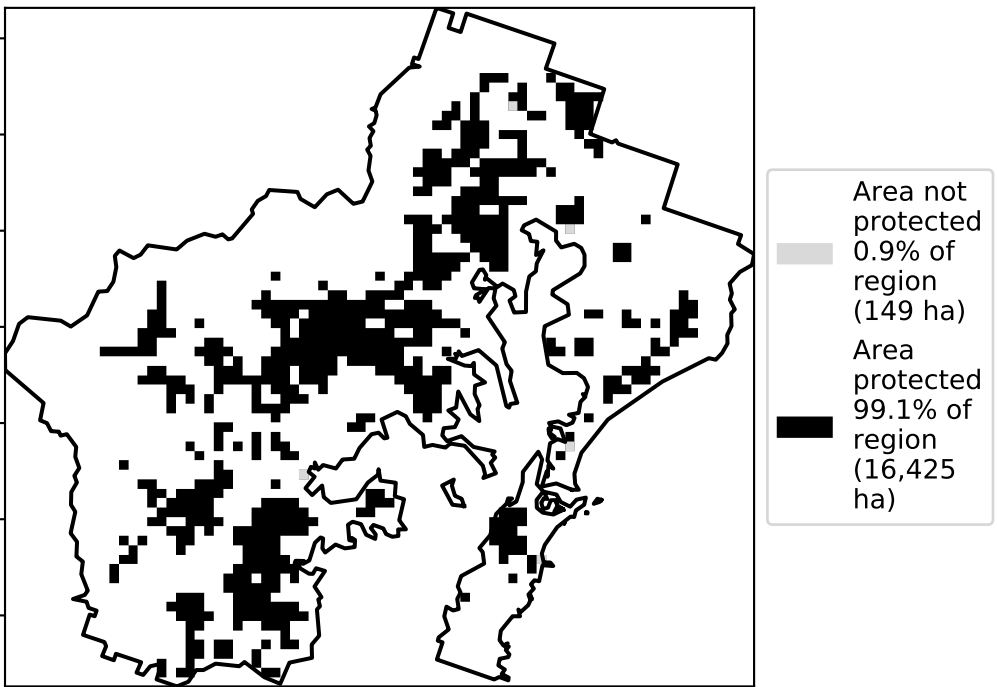 Area not
protected
0.9% of
region
(149 ha)
Area
protected
99.1% of
region
(16,425
ha)